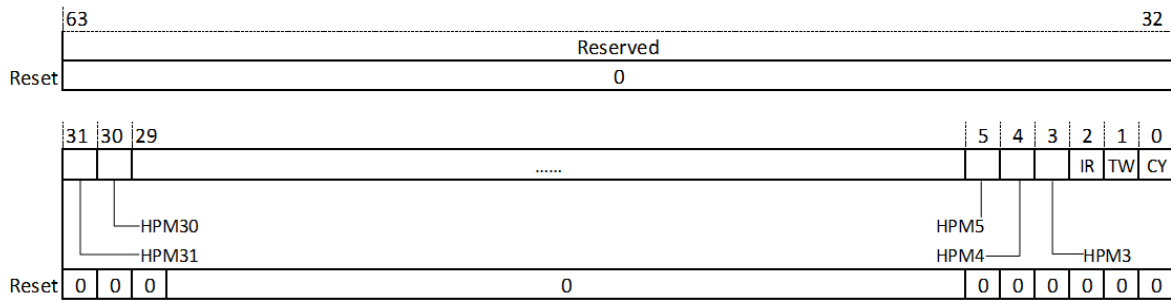 63 32
Reserved
Reset 0
31 30 29 5 4 3 2 1 0
...... IR TW CY
HPM30 HPM5
HPM31 HPM4 HPM3
Reset 0 0 0 0 0 0 0 0 0 0